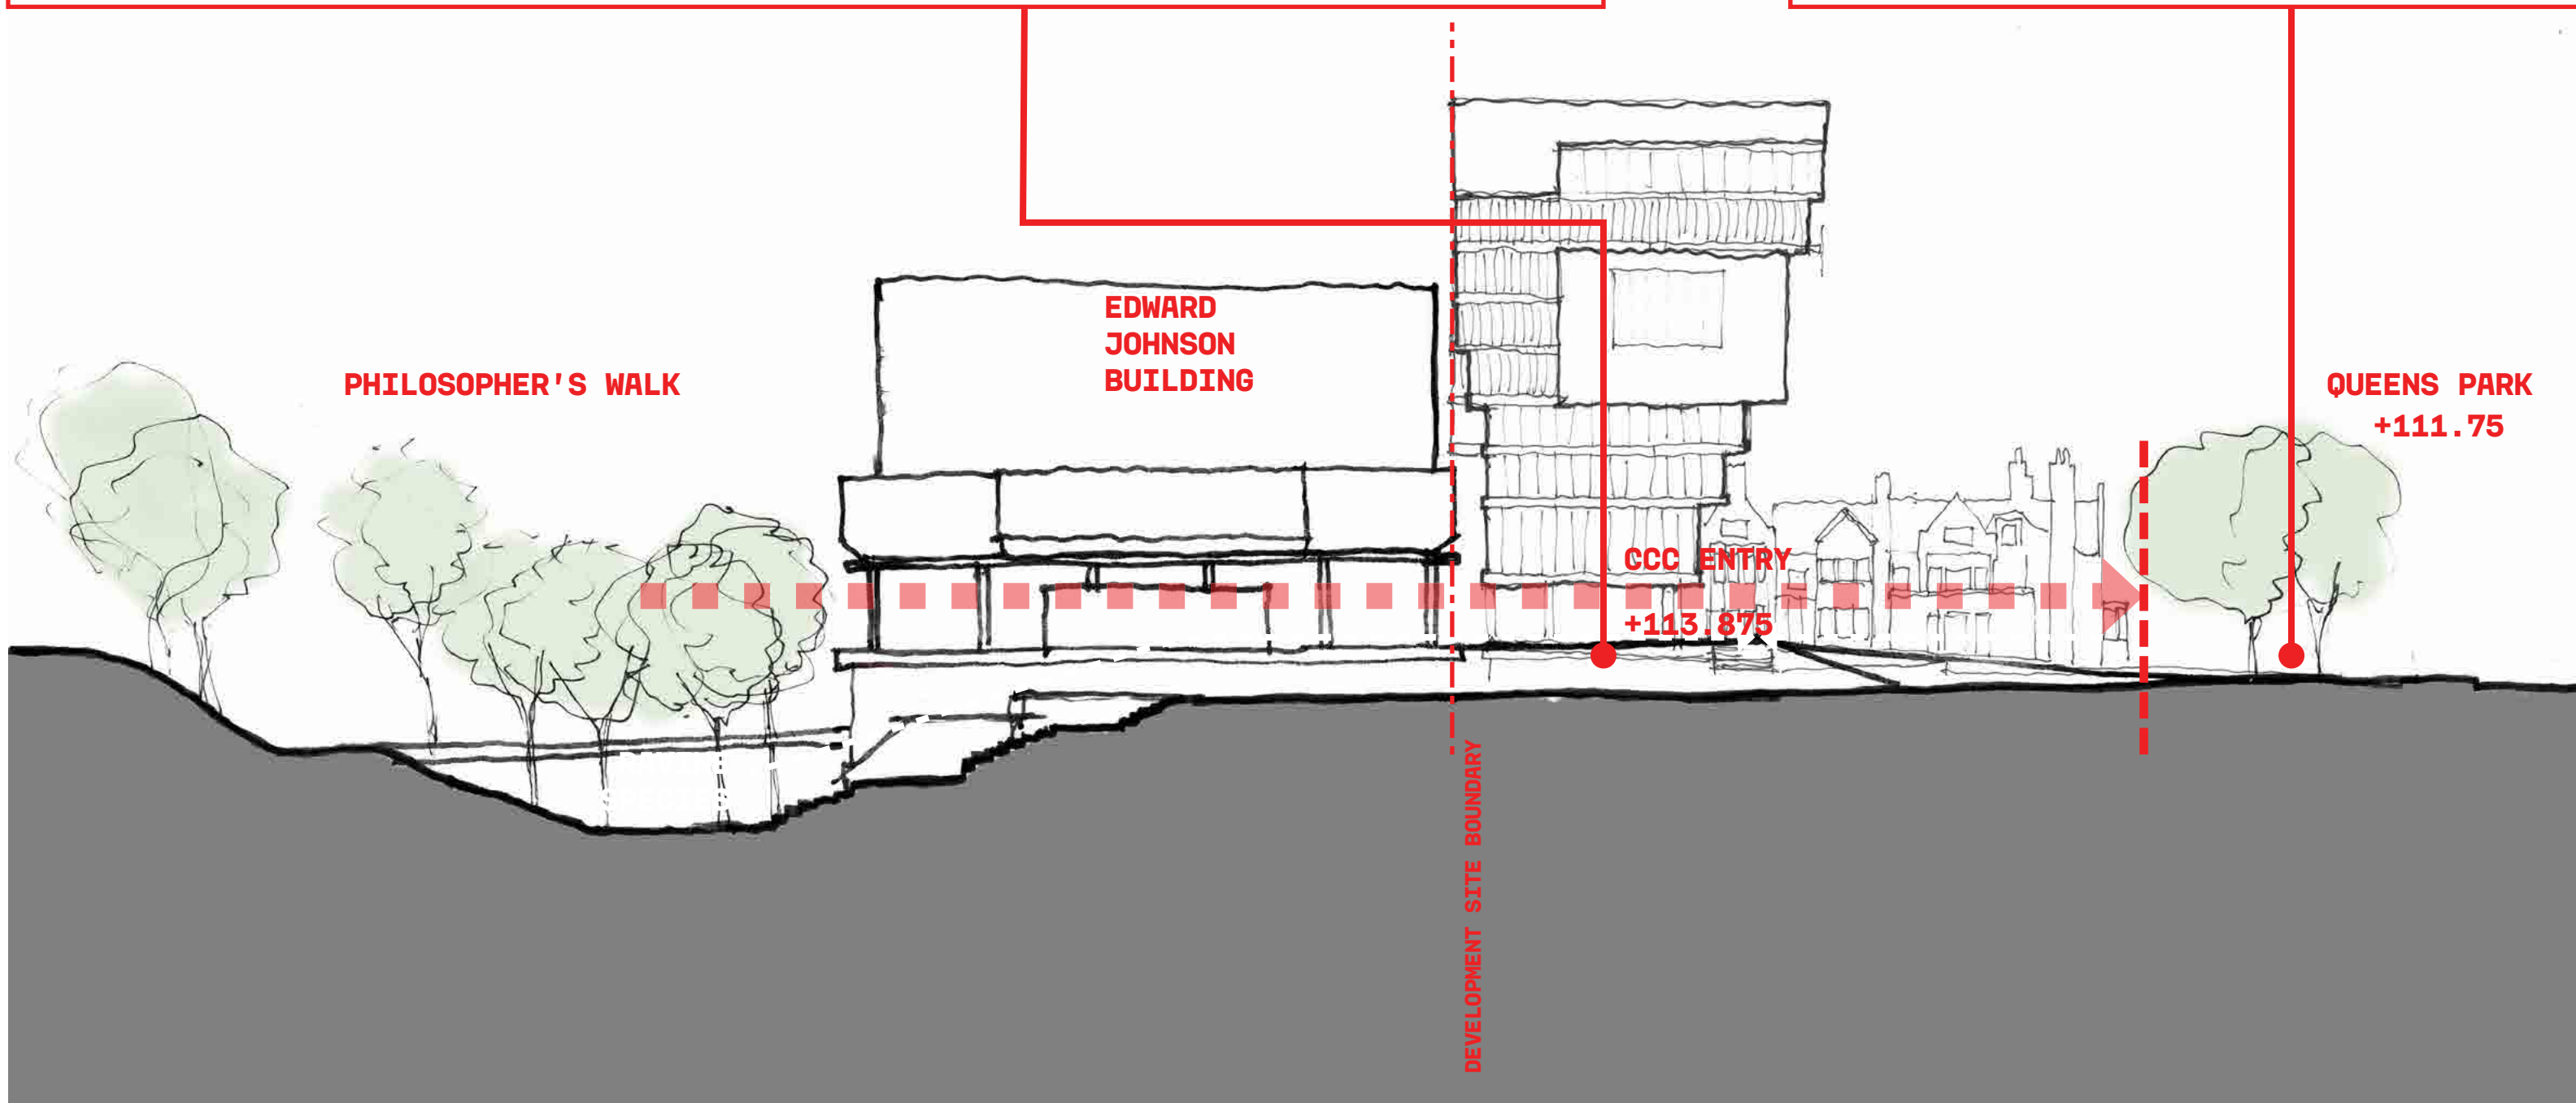 PHILOSOPHER'S WALK
EDWARD
JOHNSON
BUILDING
QUEENS PARK
+111.75
CCC ENTRY
+113.875
DEVELOPMENT SITE BOUNDARY